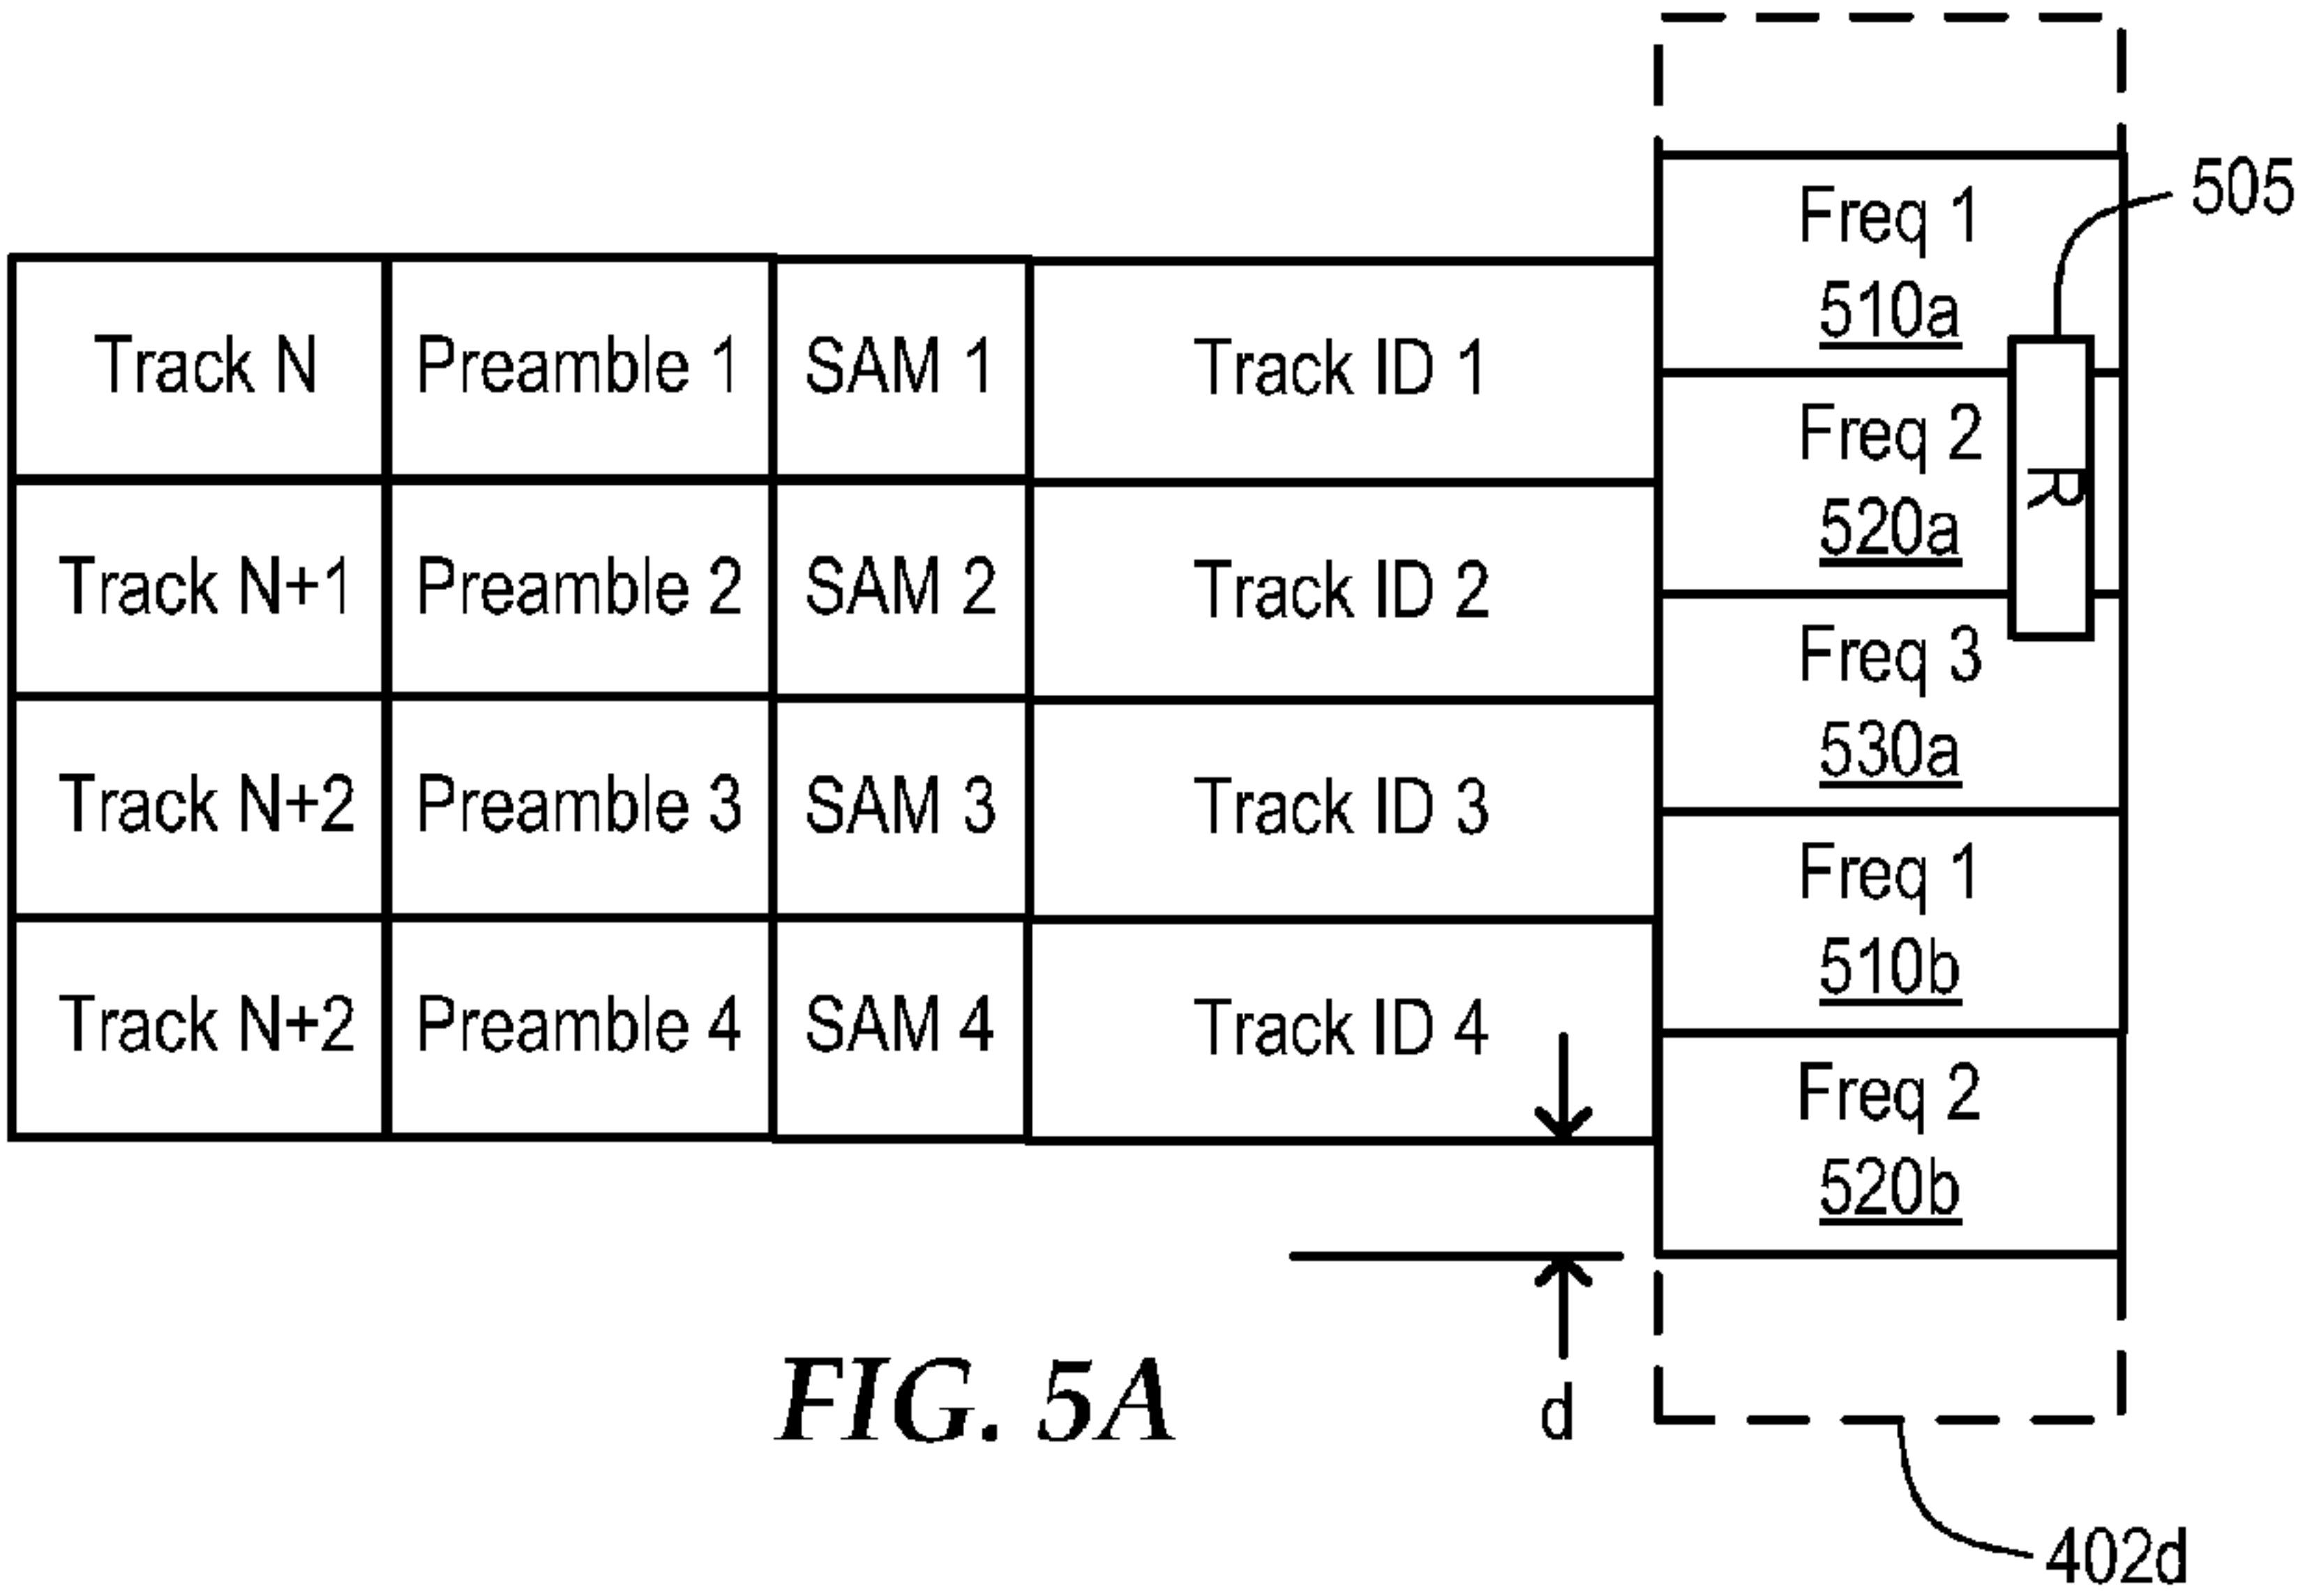 Freq 1
505
510a
Track N Preamble 1 SAM 1 Track ID 1
Freq 2
R
520a
Track N+1 Preamble 2 SAM 2 Track ID 2
Freq 3
530a
Track N+2 Preamble 3 SAM 3 Track ID 3
Freq 1
510b
Track N+2 Preamble 4 SAM 4 Track ID 4
Freq 2
520b
d
FIG. 5A
402d